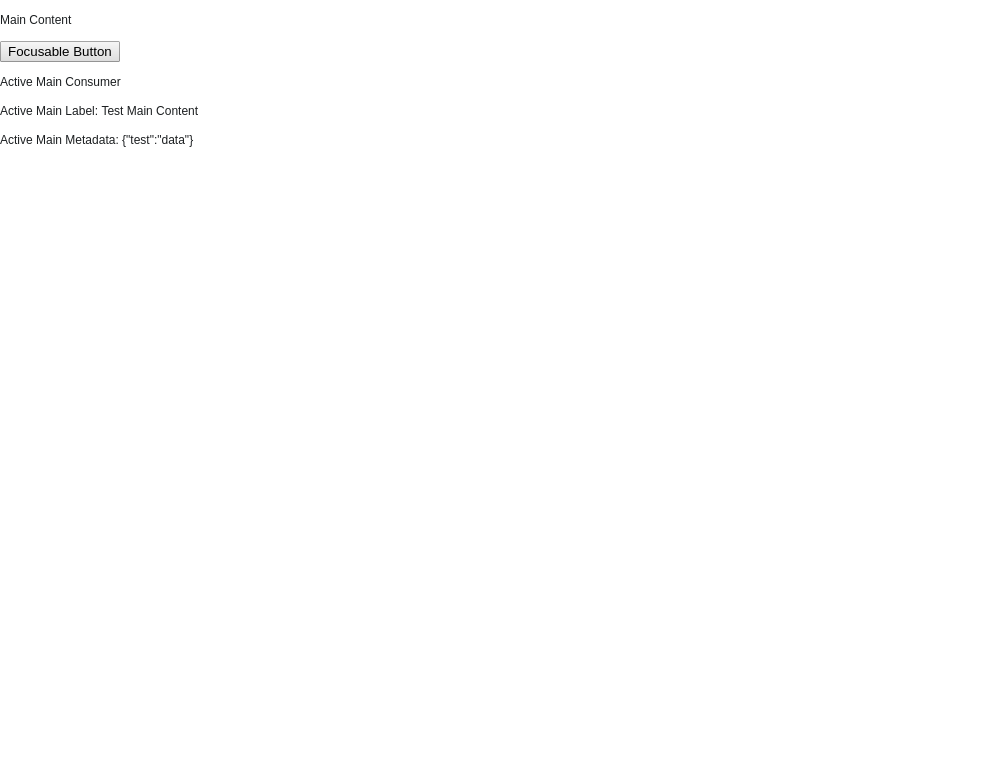 Main Content
Focusable Button
Active Main Consumer
Active Main Label: Test Main Content
Active Main Metadata: {"test":"data"}